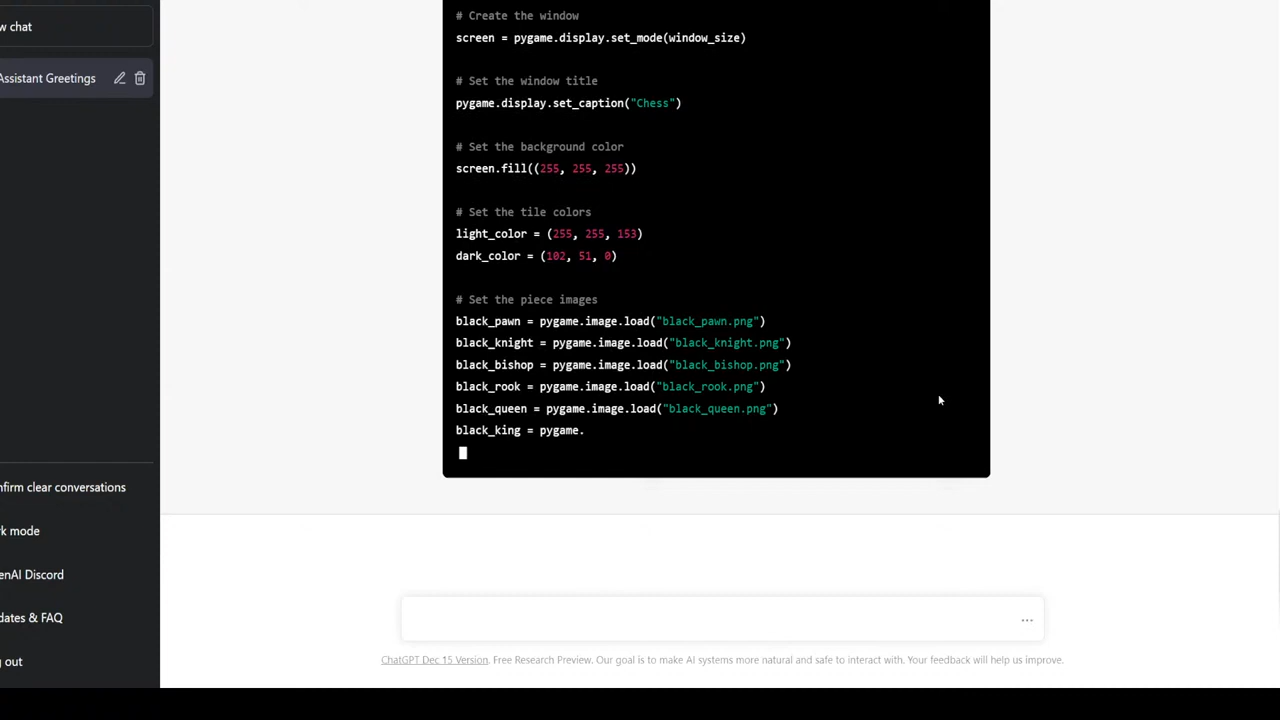 w chat
Assistant Greetings
# Create the window
screen = pygame.display.set_mode(window_size)
# Set the window title
pygame.display.set_caption("Chess")
# Set the background color
screen.fill((255, 255, 255))
# Set the tile colors
light_color = (255, 255, 153)
dark_color = (102, 51, 0)
# Set the piece images
black_pawn = pygame.image.load("black_pawn.png")
black_knight = pygame.image.load("black_knight.png")
black_bishop = pygame.image.load("black_bishop.png")
black_rook = pygame.image.load("black_rook.png")
black_queen = pygame.image.load("black_queen.png")
black_king = pygame.
nfirm clear conversations
rk mode
enAI Discord
dates & FAQ
g out
ChatGPT Dec 15 Version. Free Research Preview. Our goal is to make AI systems more natural and safe to interact with. Your feedback will help us improve.